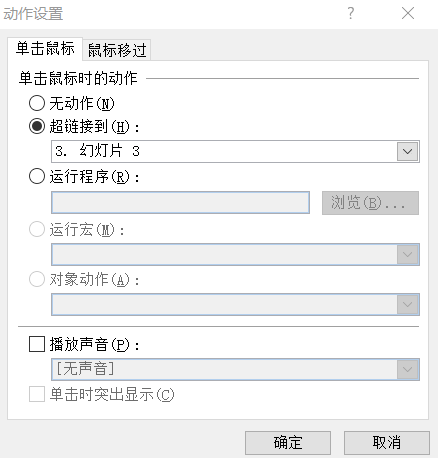 动作设置 ?
单击鼠标 鼠标移过
单击鼠标时的动作
无动作(N)
超链接到(H):
3. 幻灯片 3
运行程序(R):
浏览(B)...
运行宏(M):
对象动作(A):
播放声音(P):
[无声音]
单击时突出显示(C)
确定 取消